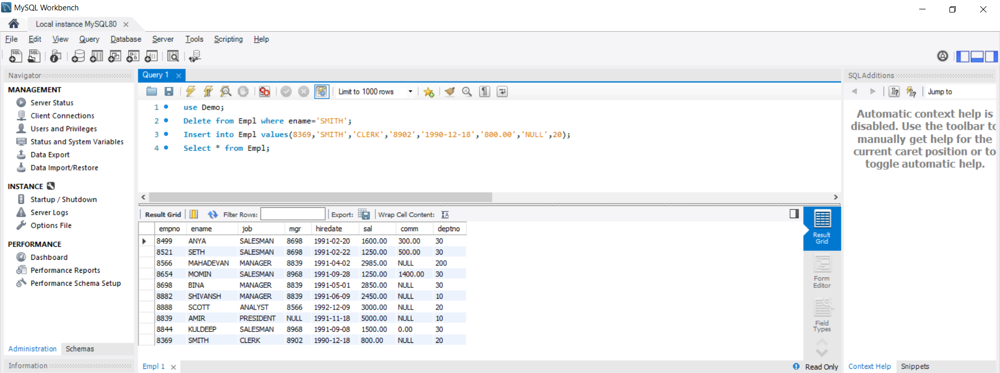 MySQL Workbench
Local instance MySQL80
File Edit View Query Database Server Tools Scripting Help
Navigator
MANAGEMENT
Server Status
Client Connections
Users and Privileges
Status and System Variables
Data Export
Data Import/Restore
INSTANCE
Startup / Shutdown
Server Logs
Options File
PERFORMANCE
Dashboard
Performance Reports
Performance Schema Setup
Administration Schemas
Information
Query 1
Limit to 1000 rows
1 use Demo;
2 Delete from Empl where ename='SMITH';
3 Insert into Empl values(8369,'SMITH','CLERK','8902','1990-12-18','800.00','NULL',20);
4 Select * from Empl;
Result Grid Filter Rows: Export: Wrap Cell Content:
empno ename job mgr hiredate sal comm deptno
8499 ANYA SALESMAN 8698 1991-02-20 1600.00 300.00 30
8521 SETH SALESMAN 8698 1991-02-22 1250.00 500.00 30
8566 MAHADEVAN MANAGER 8839 1991-04-02 2985.00 NULL 200
8654 MOMIN SALESMAN 8968 1991-09-28 1250.00 1400.00 30
8698 BINA MANAGER 8839 1991-05-01 2850.00 NULL 30
8882 SHIVANSH MANAGER 8839 1991-06-09 2450.00 NULL 10
8888 SCOTT ANALYST 8566 1992-12-09 3000.00 NULL 20
8839 AMIR PRESIDENT NULL 1991-11-18 5000.00 NULL 10
8844 KULDEEP SALESMAN 8968 1991-09-08 1500.00 0.00 30
8369 SMITH CLERK 8902 1990-12-18 800.00 NULL 20
Result
Grid
Form
Editor
Field
Types
Empl 1
Read Only
SQLAdditions
Jump to
Automatic context help is
disabled. Use the toolbar to
manually get help for the
current caret position or to
toggle automatic help.
Context Help Snippets